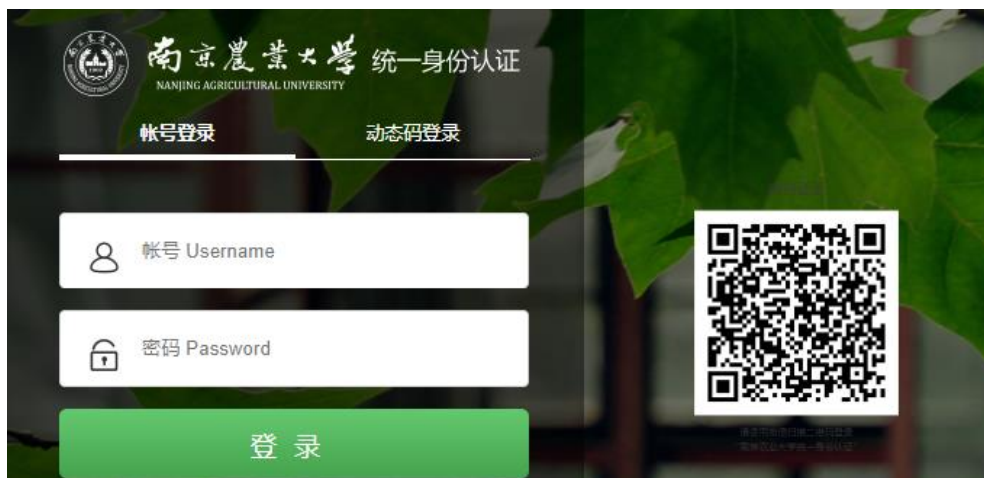 南京農業大學 统一身份认证
NANJING AGRICULTURAL UNIVERSITY
帐号登录 动态码登录
帐号 Username
密码 Password
登 录